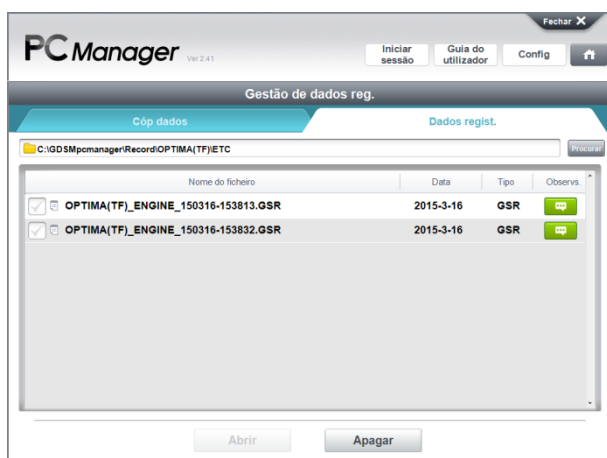 Fechar X
PC Manager Ver 2.41
Iniciar sessão
Guia do utilizador
Config
Gestão de dados reg.
Cóp dados
Dados regist.
C:\GDSMpcmanager\Record\OPTIMA(TF)\ETC
Procurar
Nome do ficheiro Data Tipo Observs.
OPTIMA(TF)_ENGINE_150316-153813.GSR 2015-3-16 GSR
OPTIMA(TF)_ENGINE_150316-153832.GSR 2015-3-16 GSR
Abrir
Apagar